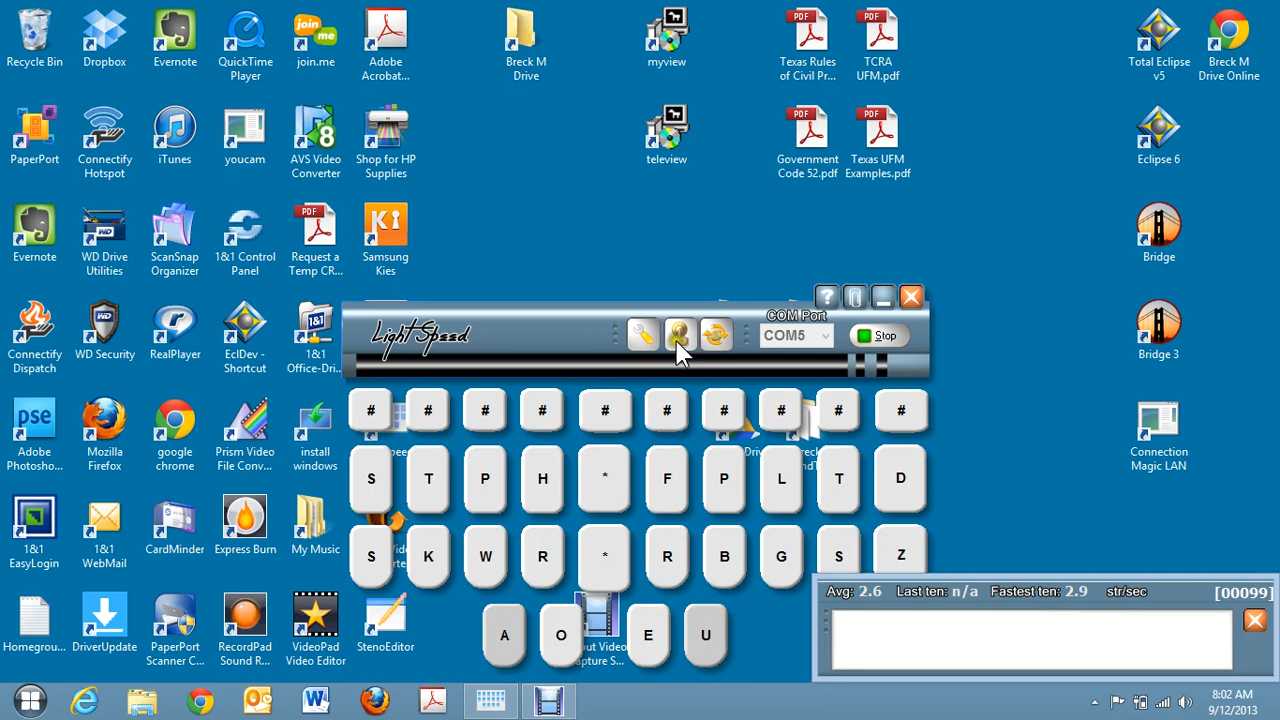 Recycle Bin
Dropbox
Evernote
QuickTime Player
join.me
Adobe Acrobat...
Breck M Drive
myview
Texas Rules of Civil Pr...
TCRA UFM.pdf
Total Eclipse v5
Breck M Drive Online
PaperPort
Connectify Hotspot
iTunes
youcam
AVS Video Converter
Shop for HP Supplies
teleview
Government Code 52.pdf
Texas UFM Examples.pdf
Eclipse 6
Evernote
WD Drive Utilities
ScanSnap Organizer
1&1 Control Panel
Request a Temp CR...
Samsung Kies
Bridge
Connectify Dispatch
WD Security
RealPlayer
EclDev - Shortcut
1&1 Office-Dri...
Bridge 3
LightSpeed
COM Port
COM5
Stop
# # # # # # # # # #
S T P H * F P L T D
S K W R * R B G S Z
A O E U
Adobe Photosho...
Mozilla Firefox
google chrome
Prism Video File Conv...
install windows
Connection Magic LAN
1&1 EasyLogin
1&1 WebMail
CardMinder
Express Burn
My Music
Avg: 2.6 Last ten: n/a Fastest ten: 2.9 str/sec [00099]
DriverUpdate
PaperPort Scanner C...
RecordPad Sound R...
VideoPad Video Editor
StenoEditor
8:02 AM
9/12/2013